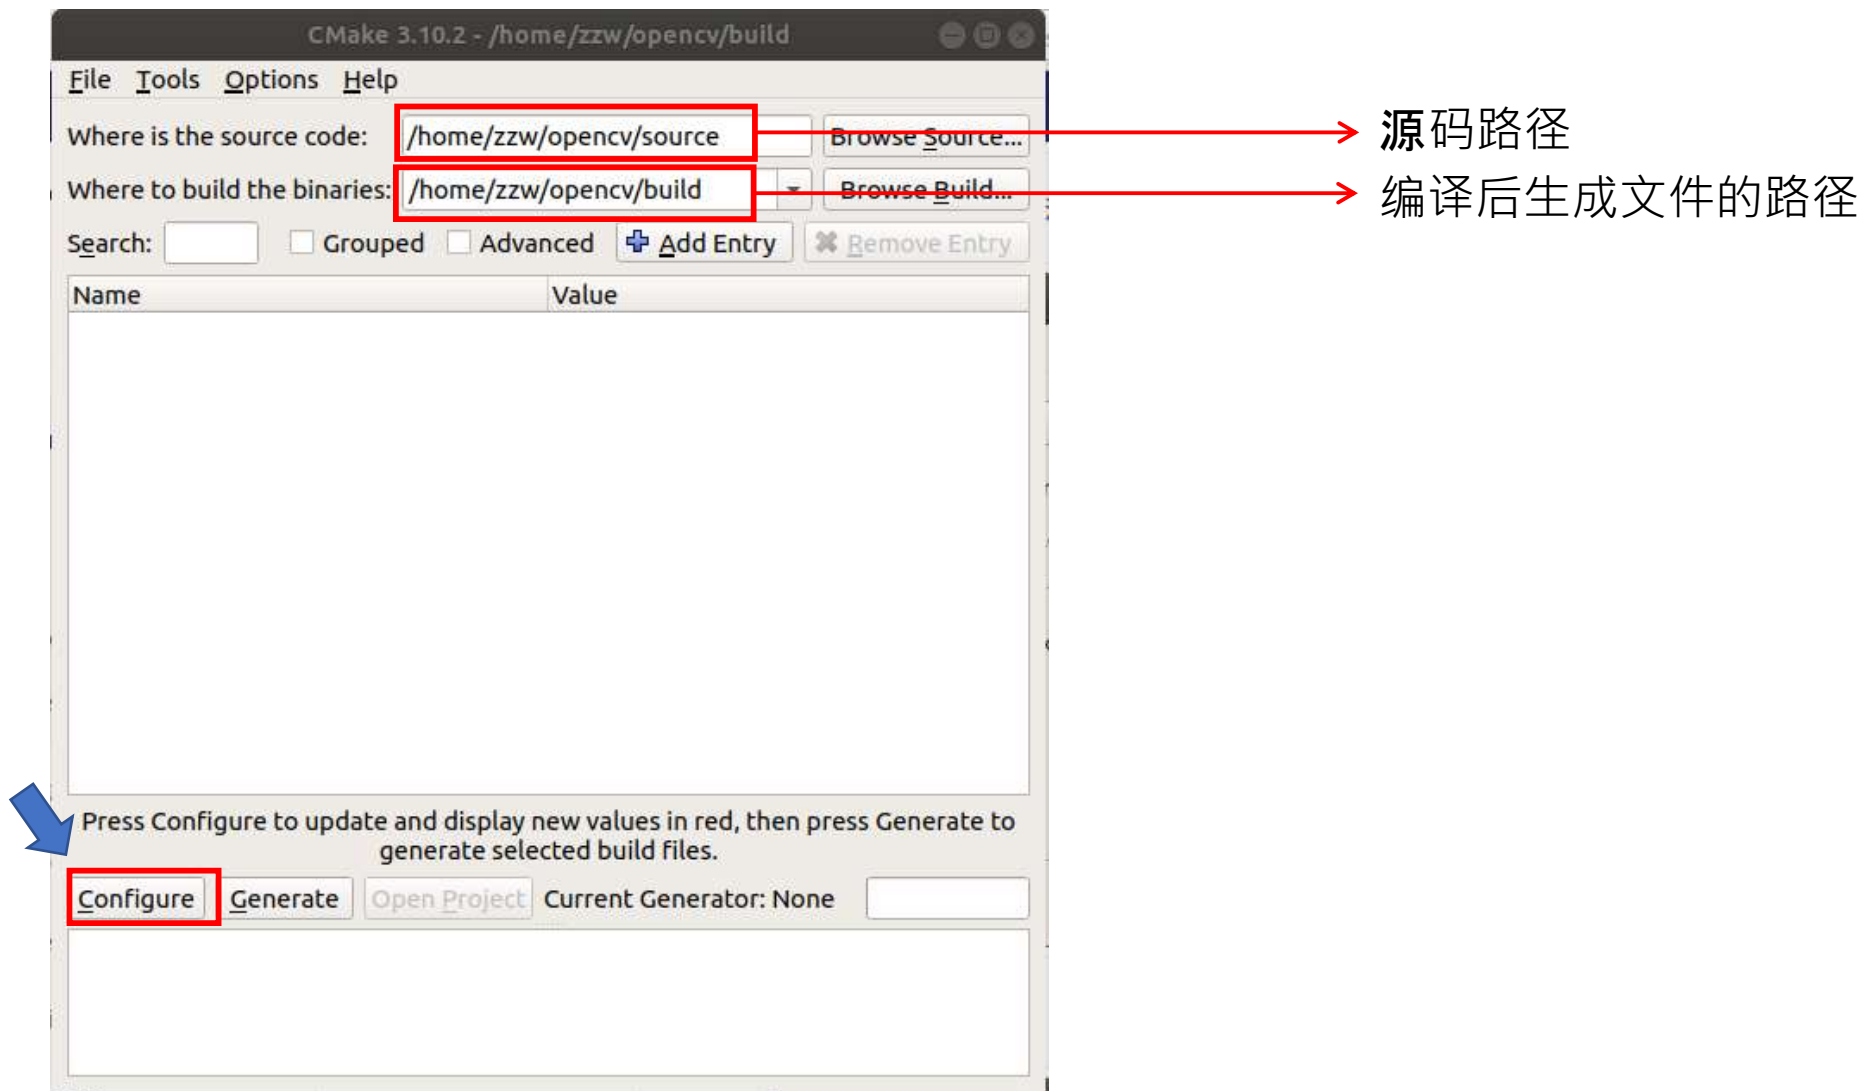 CMake 3.10.2 - /home/zzw/opencv/build
File Tools Options Help
Where is the source code: /home/zzw/opencv/source Browse Source...
源码路径
Where to build the binaries: /home/zzw/opencv/build Browse Build...
编译后生成文件的路径
Search: Grouped Advanced Add Entry Remove Entry
Name Value
Press Configure to update and display new values in red, then press Generate to
generate selected build files.
Configure Generate Open Project Current Generator: None